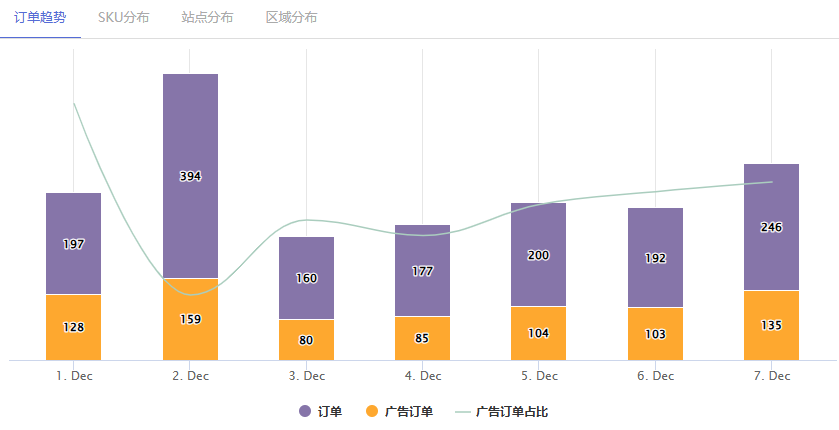 订单趋势 SKU分布 站点分布 区域分布
394
197 160 177 200 192 246
128 159 80 85 104 103 135
1. Dec 2. Dec 3. Dec 4. Dec 5. Dec 6. Dec 7. Dec
订单 广告订单 广告订单占比